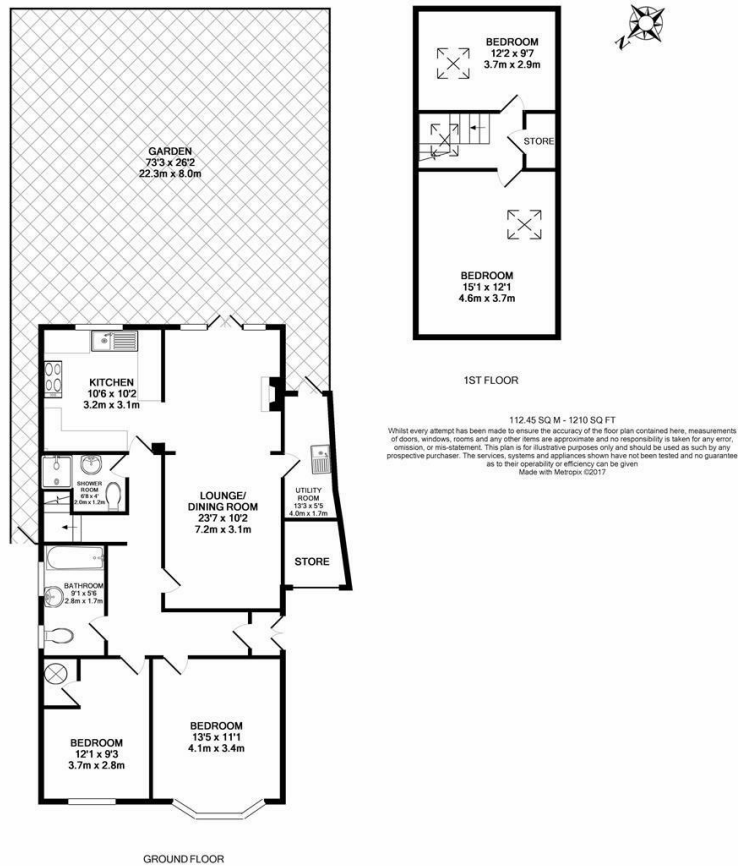 GARDEN
73'3 x 26'2
22.3m x 8.0m
KITCHEN
10'6 x 10'2
3.2m x 3.1m
SHOWER
ROOM
6'8 x 4'
2.0m x 1.2m
LOUNGE/
DINING ROOM
23'7 x 10'2
7.2m x 3.1m
UTILITY
ROOM
13'3 x 5'5
4.0m x 1.7m
STORE
BATHROOM
9'1 x 5'6
2.8m x 1.7m
BEDROOM
12'1 x 9'3
3.7m x 2.8m
BEDROOM
13'5 x 11'1
4.1m x 3.4m
GROUND FLOOR
N
BEDROOM
12'2 x 9'7
3.7m x 2.9m
STORE
BEDROOM
15'1 x 12'1
4.6m x 3.7m
1ST FLOOR
112.45 SQ M - 1210 SQ FT
Whilst every attempt has been made to ensure the accuracy of the floor plan contained here, measurements
of doors, windows, rooms and any other items are approximate and no responsibility is taken for any error,
omission, or mis-statement. This plan is for illustrative purposes only and should be used as such by any
prospective purchaser. The services, systems and appliances shown have not been tested and no guarantee
as to their operability or efficiency can be given
Made with Metropix ©2017